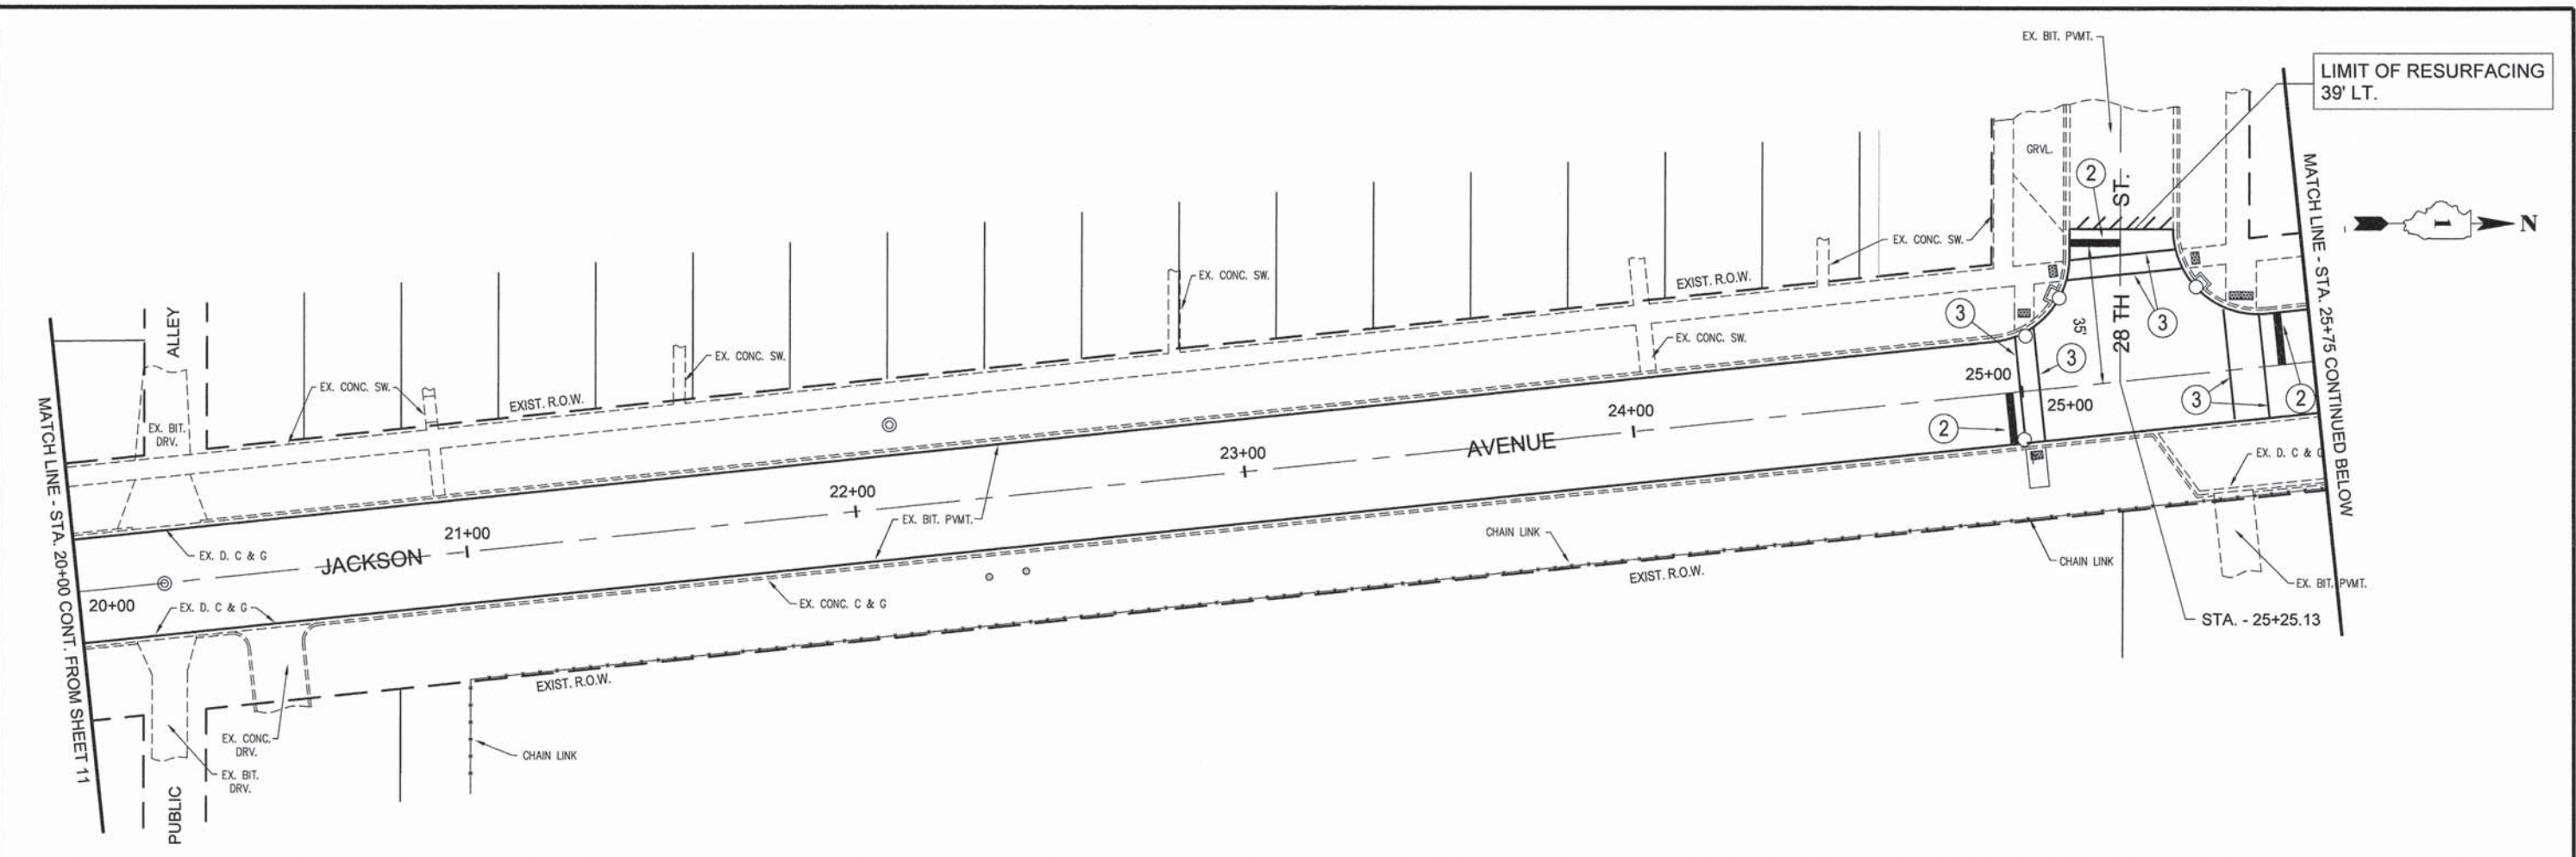 EX. BIT. PVMT.
LIMIT OF RESURFACING
39' LT.
GRVL.
2
28 TH ST.
MATCH LINE - STA. 25+75 CONTINUED BELOW
1
N
EX. CONC. SW.
EXIST. R.O.W.
EX. CONC. SW.
EX. CONC. SW.
35'
3
3
3
3
2
2
25+00
25+00
24+00
AVENUE
23+00
22+00
EX. BIT. PVMT.
21+00
JACKSON
20+00
ALLEY
EX. BIT.
DRV.
EX. CONC. SW.
EX. CONC. SW.
EXIST. R.O.W.
MATCH LINE - STA. 20+00 CONT. FROM SHEET 11
EX. D. C & G
EX. D. C & G
EX. CONC. C & G
CHAIN LINK
EXIST. R.O.W.
CHAIN LINK
EX. D. C & G
EX. BIT. PVMT.
STA. - 25+25.13
EXIST. R.O.W.
CHAIN LINK
EX. CONC.
DRV.
EX. BIT.
DRV.
PUBLIC